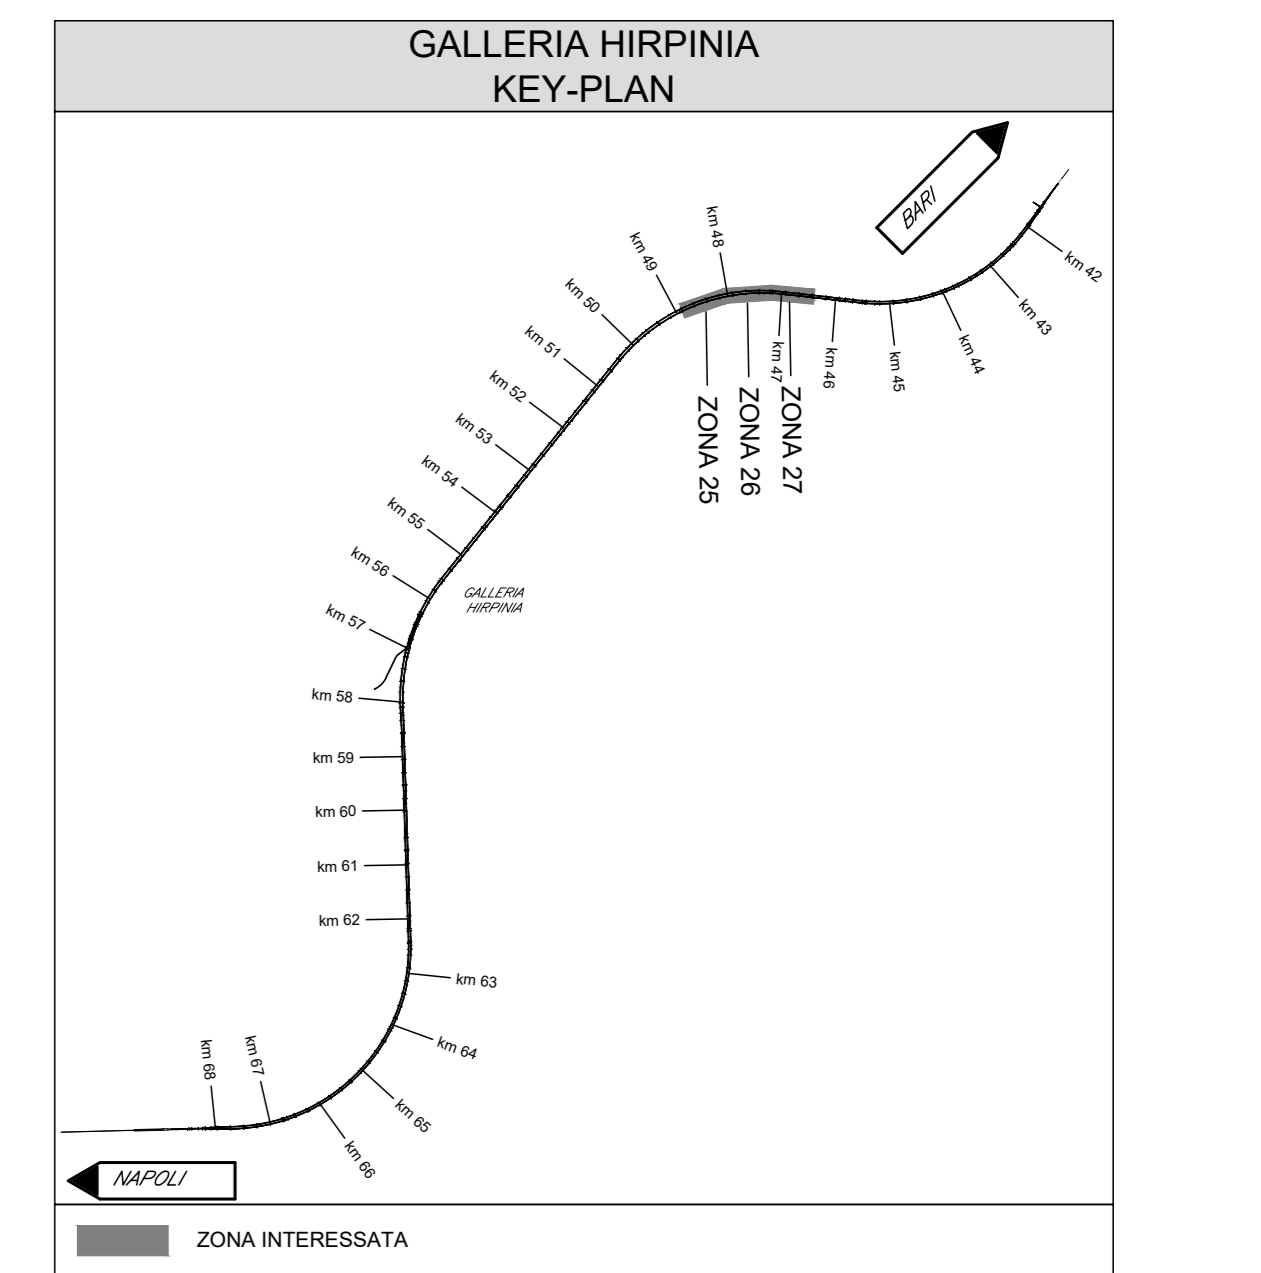 GALLERIA HIRPINIA
KEY-PLAN
BARI
km 42
km 43
km 44
km 45
km 46
km 47
km 48
km 49
km 50
km 51
km 52
km 53
km 54
km 55
km 56
km 57
km 58
km 59
km 60
km 61
km 62
km 63
km 64
km 65
km 66
km 67
km 68
ZONA 25
ZONA 26
ZONA 27
GALLERIA
HIRPINIA
NAPOLI
ZONA INTERESSATA